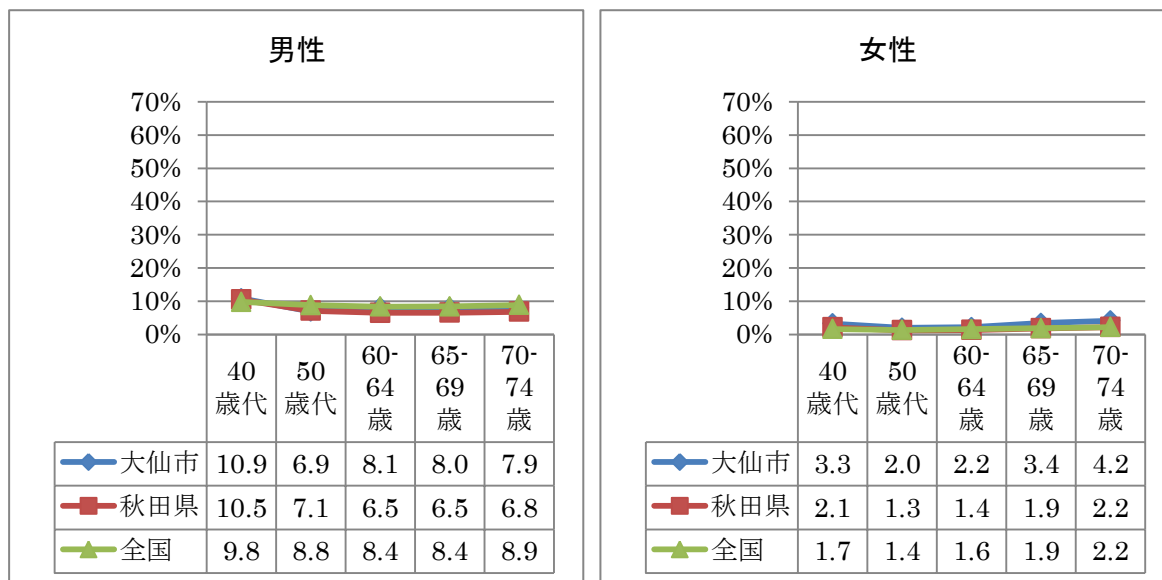 男性
70%
60%
50%
40%
30%
20%
10%
0%
40 歳代 50 歳代 60-64 歳 65-69 歳 70-74 歳
大仙市 10.9 6.9 8.1 8.0 7.9
秋田県 10.5 7.1 6.5 6.5 6.8
全国 9.8 8.8 8.4 8.4 8.9
女性
70%
60%
50%
40%
30%
20%
10%
0%
40 歳代 50 歳代 60-64 歳 65-69 歳 70-74 歳
大仙市 3.3 2.0 2.2 3.4 4.2
秋田県 2.1 1.3 1.4 1.9 2.2
全国 1.7 1.4 1.6 1.9 2.2